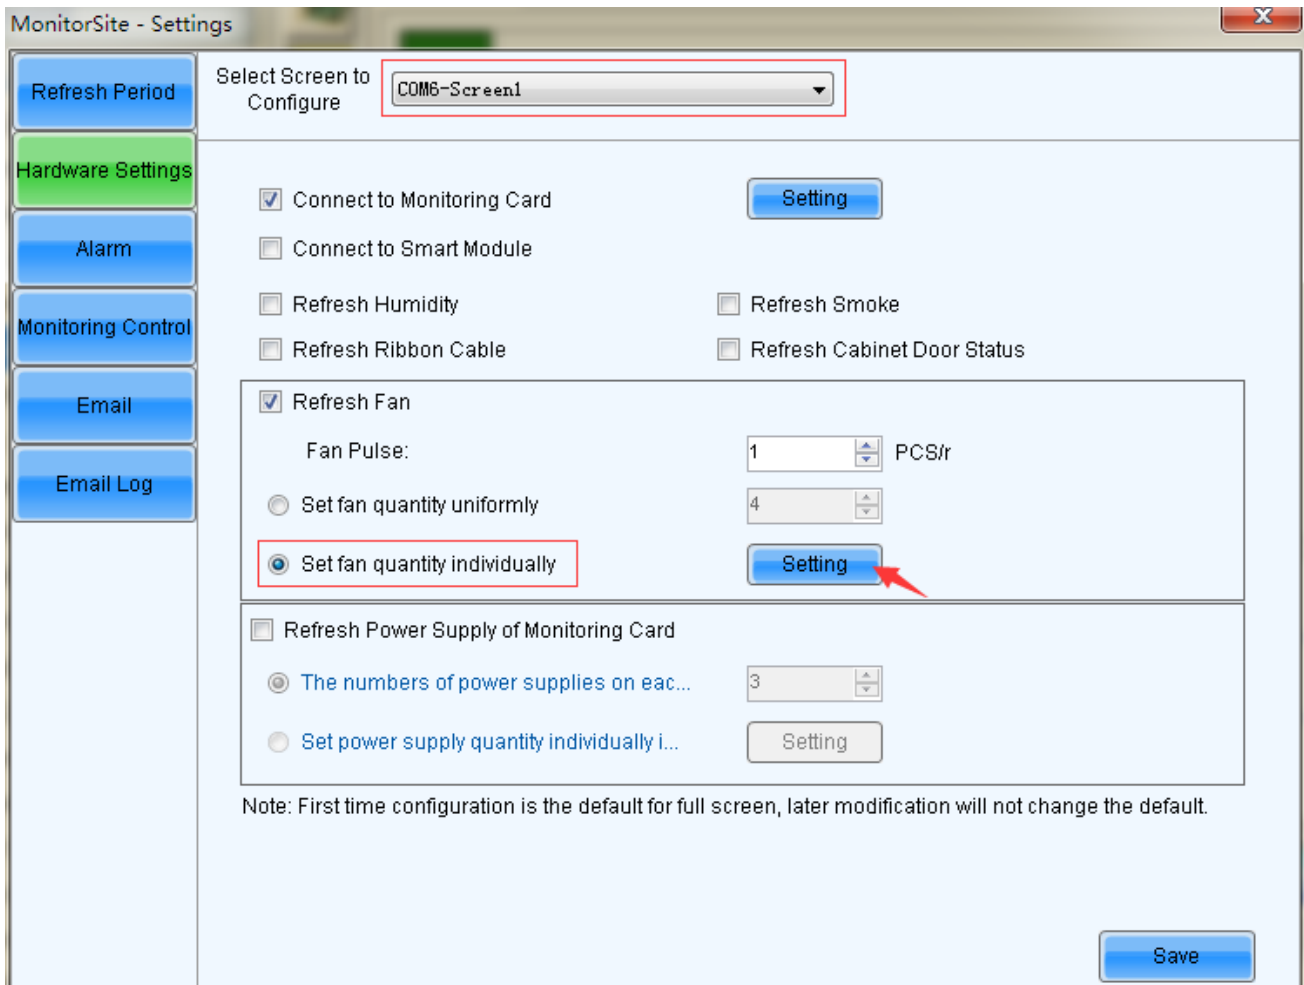 MonitorSite - Settings
X
Refresh Period
Select Screen to
Configure
COM6-Screen1
Hardware Settings
Connect to Monitoring Card
Setting
Alarm
Connect to Smart Module
Refresh Humidity
Refresh Smoke
Monitoring Control
Refresh Ribbon Cable
Refresh Cabinet Door Status
Email
Refresh Fan
Fan Pulse:
1
PCS/r
Email Log
Set fan quantity uniformly
4
Set fan quantity individually
Setting
Refresh Power Supply of Monitoring Card
The numbers of power supplies on eac...
3
Set power supply quantity individually i...
Setting
Note: First time configuration is the default for full screen, later modification will not change the default.
Save